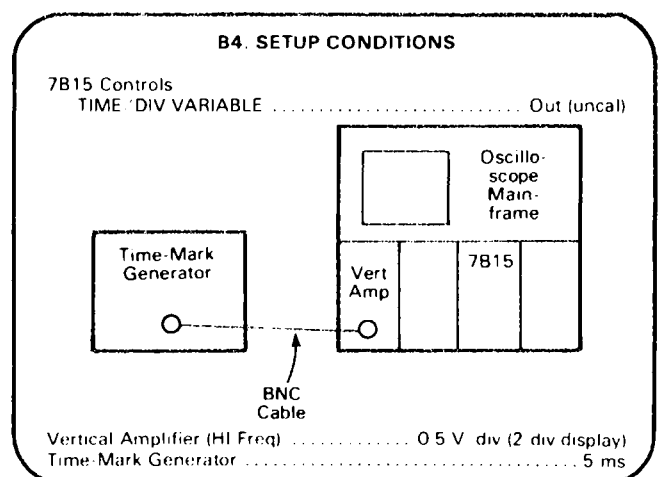 B4. SETUP CONDITIONS
7B15 Controls
TIME/DIV VARIABLE ........................ Out (uncal)
Oscillo-
scope
Main-
frame
Time-Mark
Generator
Vert
Amp
7B15
BNC
Cable
Vertical Amplifier (HI Freq) ............ 0.5 V div (2 div display)
Time-Mark Generator .................................... 5 ms